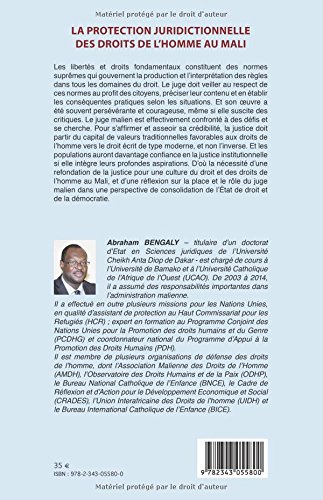 Matériel protégé par le droit d'auteur
LA PROTECTION JURIDICTIONNELLE
DES DROITS DE L'HOMME AU MALI
Les libertés et droits fondamentaux constituent des normes
suprêmes qui gouvernent la production et l'interprétation des règles
dans tous les domaines du droit. Le juge doit veiller au respect de
ces normes au profit des citoyens, préciser leur contenu et en établir
les conséquentes pratiques selon les situations. Et son œuvre a
été souvent persévérante et courageuse, même si elle suscite des
critiques. Le juge malien est effectivement confronté à des défis et
se cherche. Pour s'affirmer et asseoir sa crédibilité, la justice doit
partir du capital de valeurs traditionnelles favorables aux droits de
l'homme vers le droit écrit de type moderne, et non l'inverse. Et
les populations auront davantage confiance en la justice institutionnelle
si elle intègre leurs profondes aspirations. D'où la nécessité d'une
refondation de la justice pour une culture du droit et des droits de
l'homme au Mali, et d'une réflexion sur la place et le rôle du juge
malien dans une perspective de consolidation de l'État de droit et
de la démocratie.
Abraham BENGALY – titulaire d'un doctorat
d'Etat en Sciences juridiques de l'Université
Cheikh Anta Diop de Dakar - est chargé de cours à
l'Université de Bamako et à l'Université Catholique
de l'Afrique de l'Ouest (UCAO). De 2003 à 2014,
il a assumé des responsabilités importantes dans
l'administration malienne.
Il a effectué en outre plusieurs missions pour les Nations Unies,
en qualité d'assistant de protection au Haut Commissariat pour
les Refugiés (HCR) ; expert en formation au Programme Conjoint des
Nations Unies pour la Promotion des droits humains et du Genre
(PCDHG) et coordonnateur national du Programme d'Appui à la
Promotion des Droits Humains (PDH).
Il est membre de plusieurs organisations de défense des droits
de l'homme, dont l'Association Malienne des Droits de l'Homme
(AMDH), l'Observatoire des Droits Humains et de la Paix (ODHP),
le Bureau National Catholique de l'Enfance (BNCE), le Cadre de
Réflexion et d'Action pour le Développement Economique et Social
(CRADES), l'Union Interafricaine des Droits de l'homme (UIDH) et
le Bureau International Catholique de l'Enfance (BICE).
35 €
ISBN : 978-2-343-05580-0
9 782343 055800
Matériel protégé par le droit d'auteur